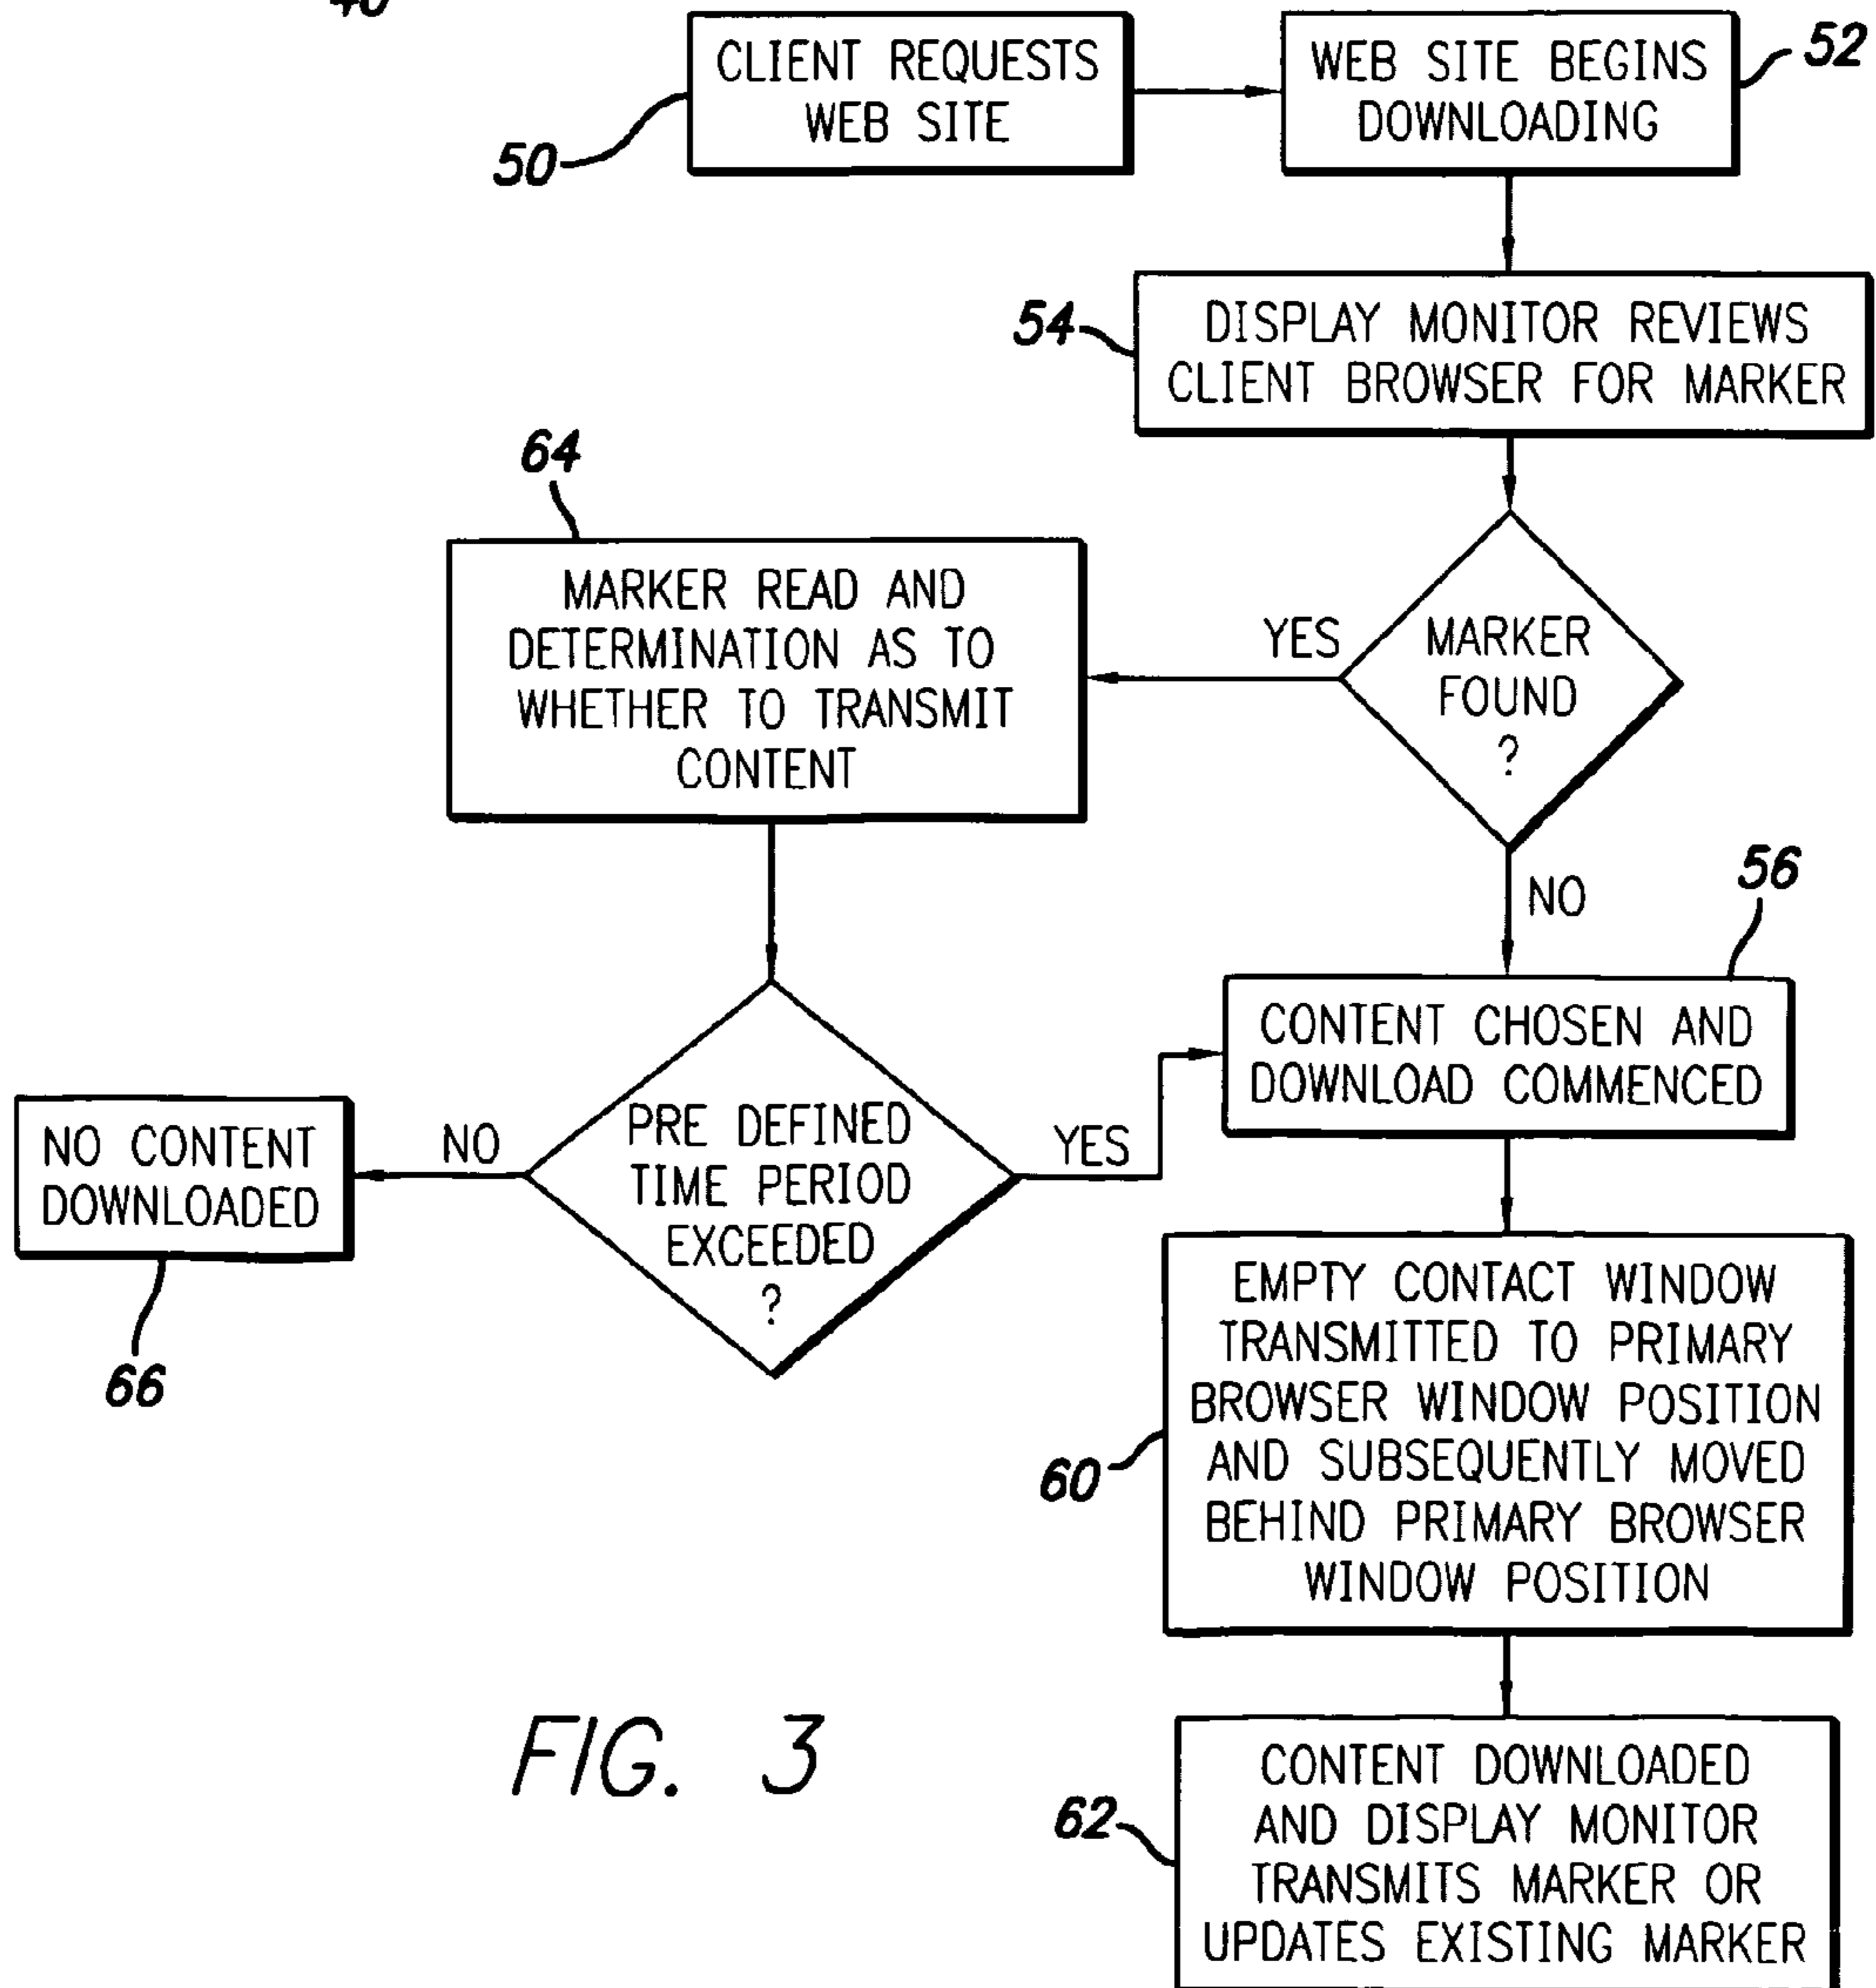 40
CLIENT REQUESTS
WEB SITE
50
WEB SITE BEGINS
DOWNLOADING
52
54
DISPLAY MONITOR REVIEWS
CLIENT BROWSER FOR MARKER
MARKER
FOUND
?
YES
NO
64
MARKER READ AND
DETERMINATION AS TO
WHETHER TO TRANSMIT
CONTENT
PRE DEFINED
TIME PERIOD
EXCEEDED
?
NO
YES
NO CONTENT
DOWNLOADED
66
56
CONTENT CHOSEN AND
DOWNLOAD COMMENCED
EMPTY CONTACT WINDOW
TRANSMITTED TO PRIMARY
BROWSER WINDOW POSITION
AND SUBSEQUENTLY MOVED
BEHIND PRIMARY BROWSER
WINDOW POSITION
60
CONTENT DOWNLOADED
AND DISPLAY MONITOR
TRANSMITS MARKER OR
UPDATES EXISTING MARKER
62
FIG. 3